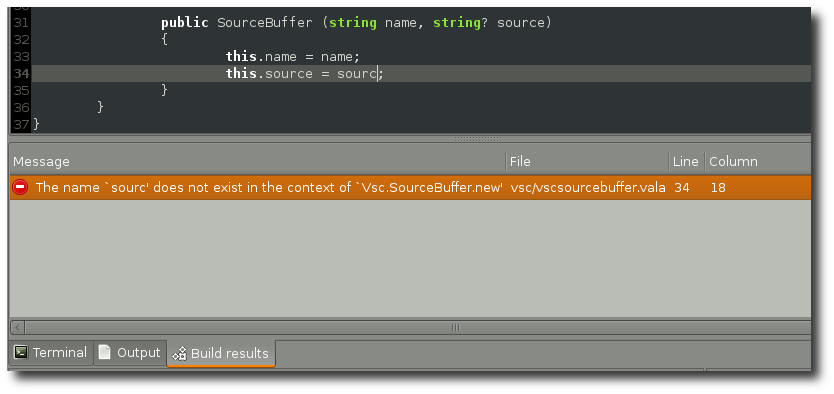 31 public SourceBuffer (string name, string? source)
32 {
33 this.name = name;
34 this.source = sourc;
35 }
36 }
37 }
Message File Line Column
The name `sourc' does not exist in the context of `Vsc.SourceBuffer.new' vsc/vscsourcebuffer.vala 34 18
Terminal Output Build results